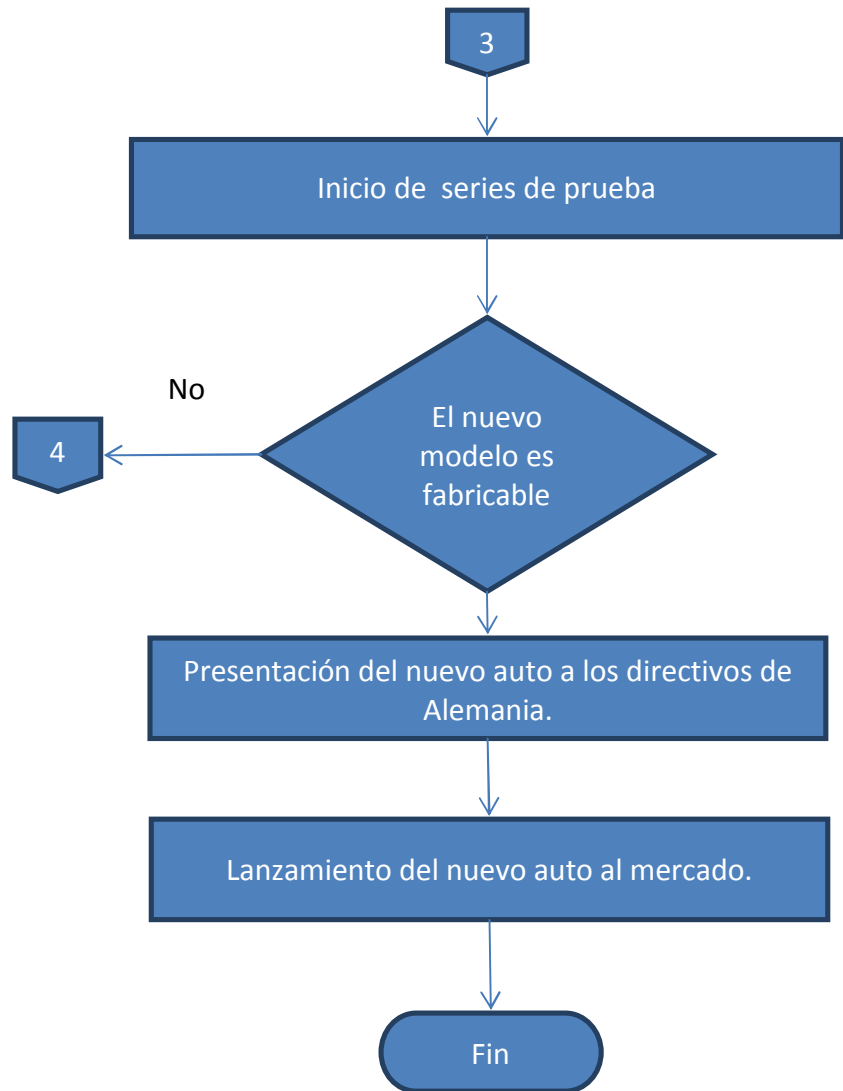 3
Inicio de  series de prueba
No
4
El nuevo
modelo es
fabricable
Presentación del nuevo auto a los directivos de
Alemania.
Lanzamiento del nuevo auto al mercado.
Fin